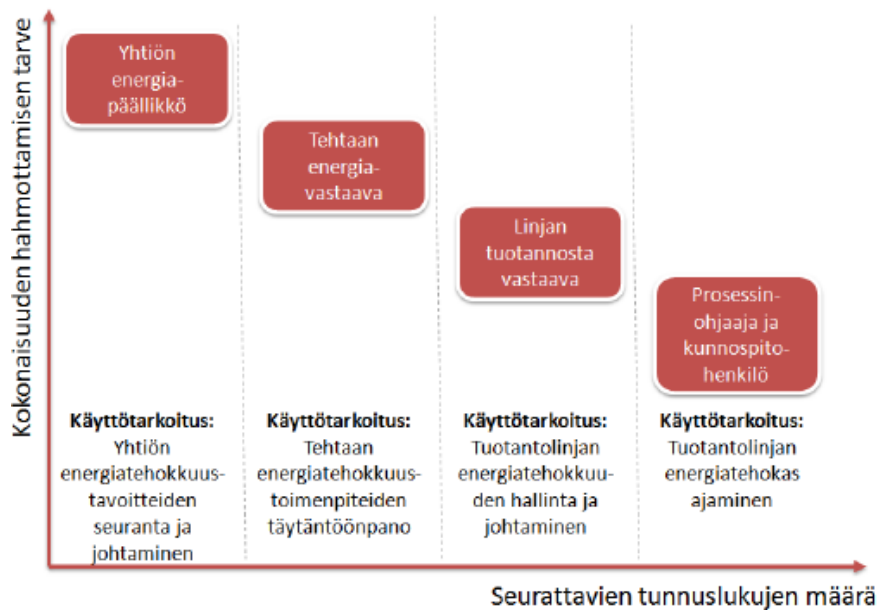 Kokonaisuuden hahmottamisen tarve
Yhtiön
energia-
päällikkö
Tehtaan
energia-
vastaava
Linjan
tuotannosta
vastaava
Prosessin-
ohjaaja ja
kunnospito-
henkilö
Käyttötarkoitus:
Yhtiön
energiatehokkuus-
tavoitteiden
seuranta ja
johtaminen
Käyttötarkoitus:
Tehtaan
energiatehokkuus-
toimenpiteiden
täytäntöönpano
Käyttötarkoitus:
Tuotantolinjan
energiatehokkuu-
den hallinta ja
johtaminen
Käyttötarkoitus:
Tuotantolinjan
energiatehokas
ajaminen
Seurattavien tunnuslukujen määrä